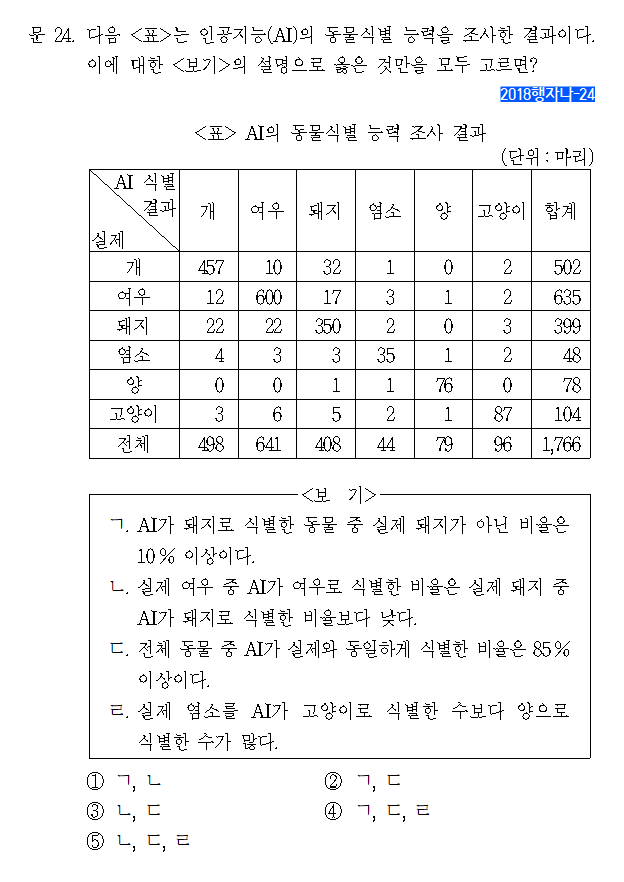 문 24. 다음 <표>는 인공지능(AI)의 동물식별 능력을 조사한 결과이다.
이에 대한 <보기>의 설명으로 옳은 것만을 모두 고르면?
2018행자나-24
<표> AI의 동물식별 능력 조사 결과
(단위 : 마리)
AI 식별 결과
실제
개 여우 돼지 염소 양 고양이 합계
개 457 10 32 1 0 2 502
여우 12 600 17 3 1 2 635
돼지 22 22 350 2 0 3 399
염소 4 3 3 35 1 2 48
양 0 0 1 1 76 0 78
고양이 3 6 5 2 1 87 104
전체 498 641 408 44 79 96 1,766
<보 기>
ㄱ. AI가 돼지로 식별한 동물 중 실제 돼지가 아닌 비율은
10 % 이상이다.
ㄴ. 실제 여우 중 AI가 여우로 식별한 비율은 실제 돼지 중
AI가 돼지로 식별한 비율보다 낮다.
ㄷ. 전체 동물 중 AI가 실제와 동일하게 식별한 비율은 85 %
이상이다.
ㄹ. 실제 염소를 AI가 고양이로 식별한 수보다 양으로
식별한 수가 많다.
① ㄱ, ㄴ ② ㄱ, ㄷ
③ ㄴ, ㄷ ④ ㄱ, ㄷ, ㄹ
⑤ ㄴ, ㄷ, ㄹ